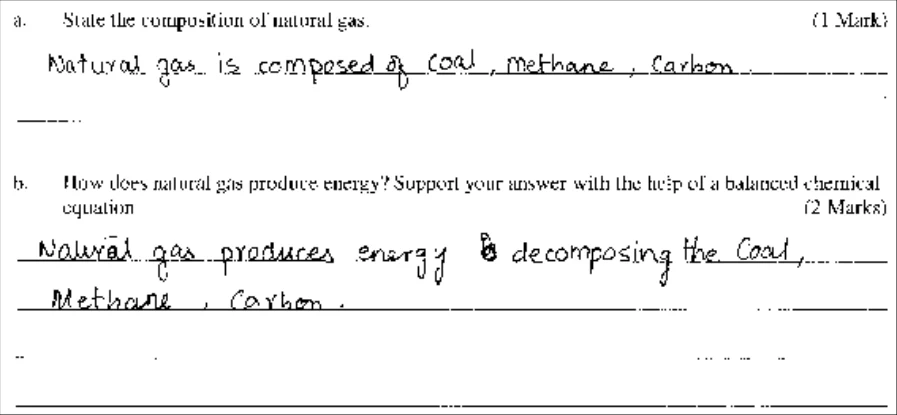 a. State the composition of natural gas. (1 Mark)
Natural gas is composed of Coal, methane, Carbon.
b. How does natural gas produce energy? Support your answer with the help of a balanced chemical
equation (2 Marks)
Natural gas produces energy decomposing the Coal,
Methane, Carbon.